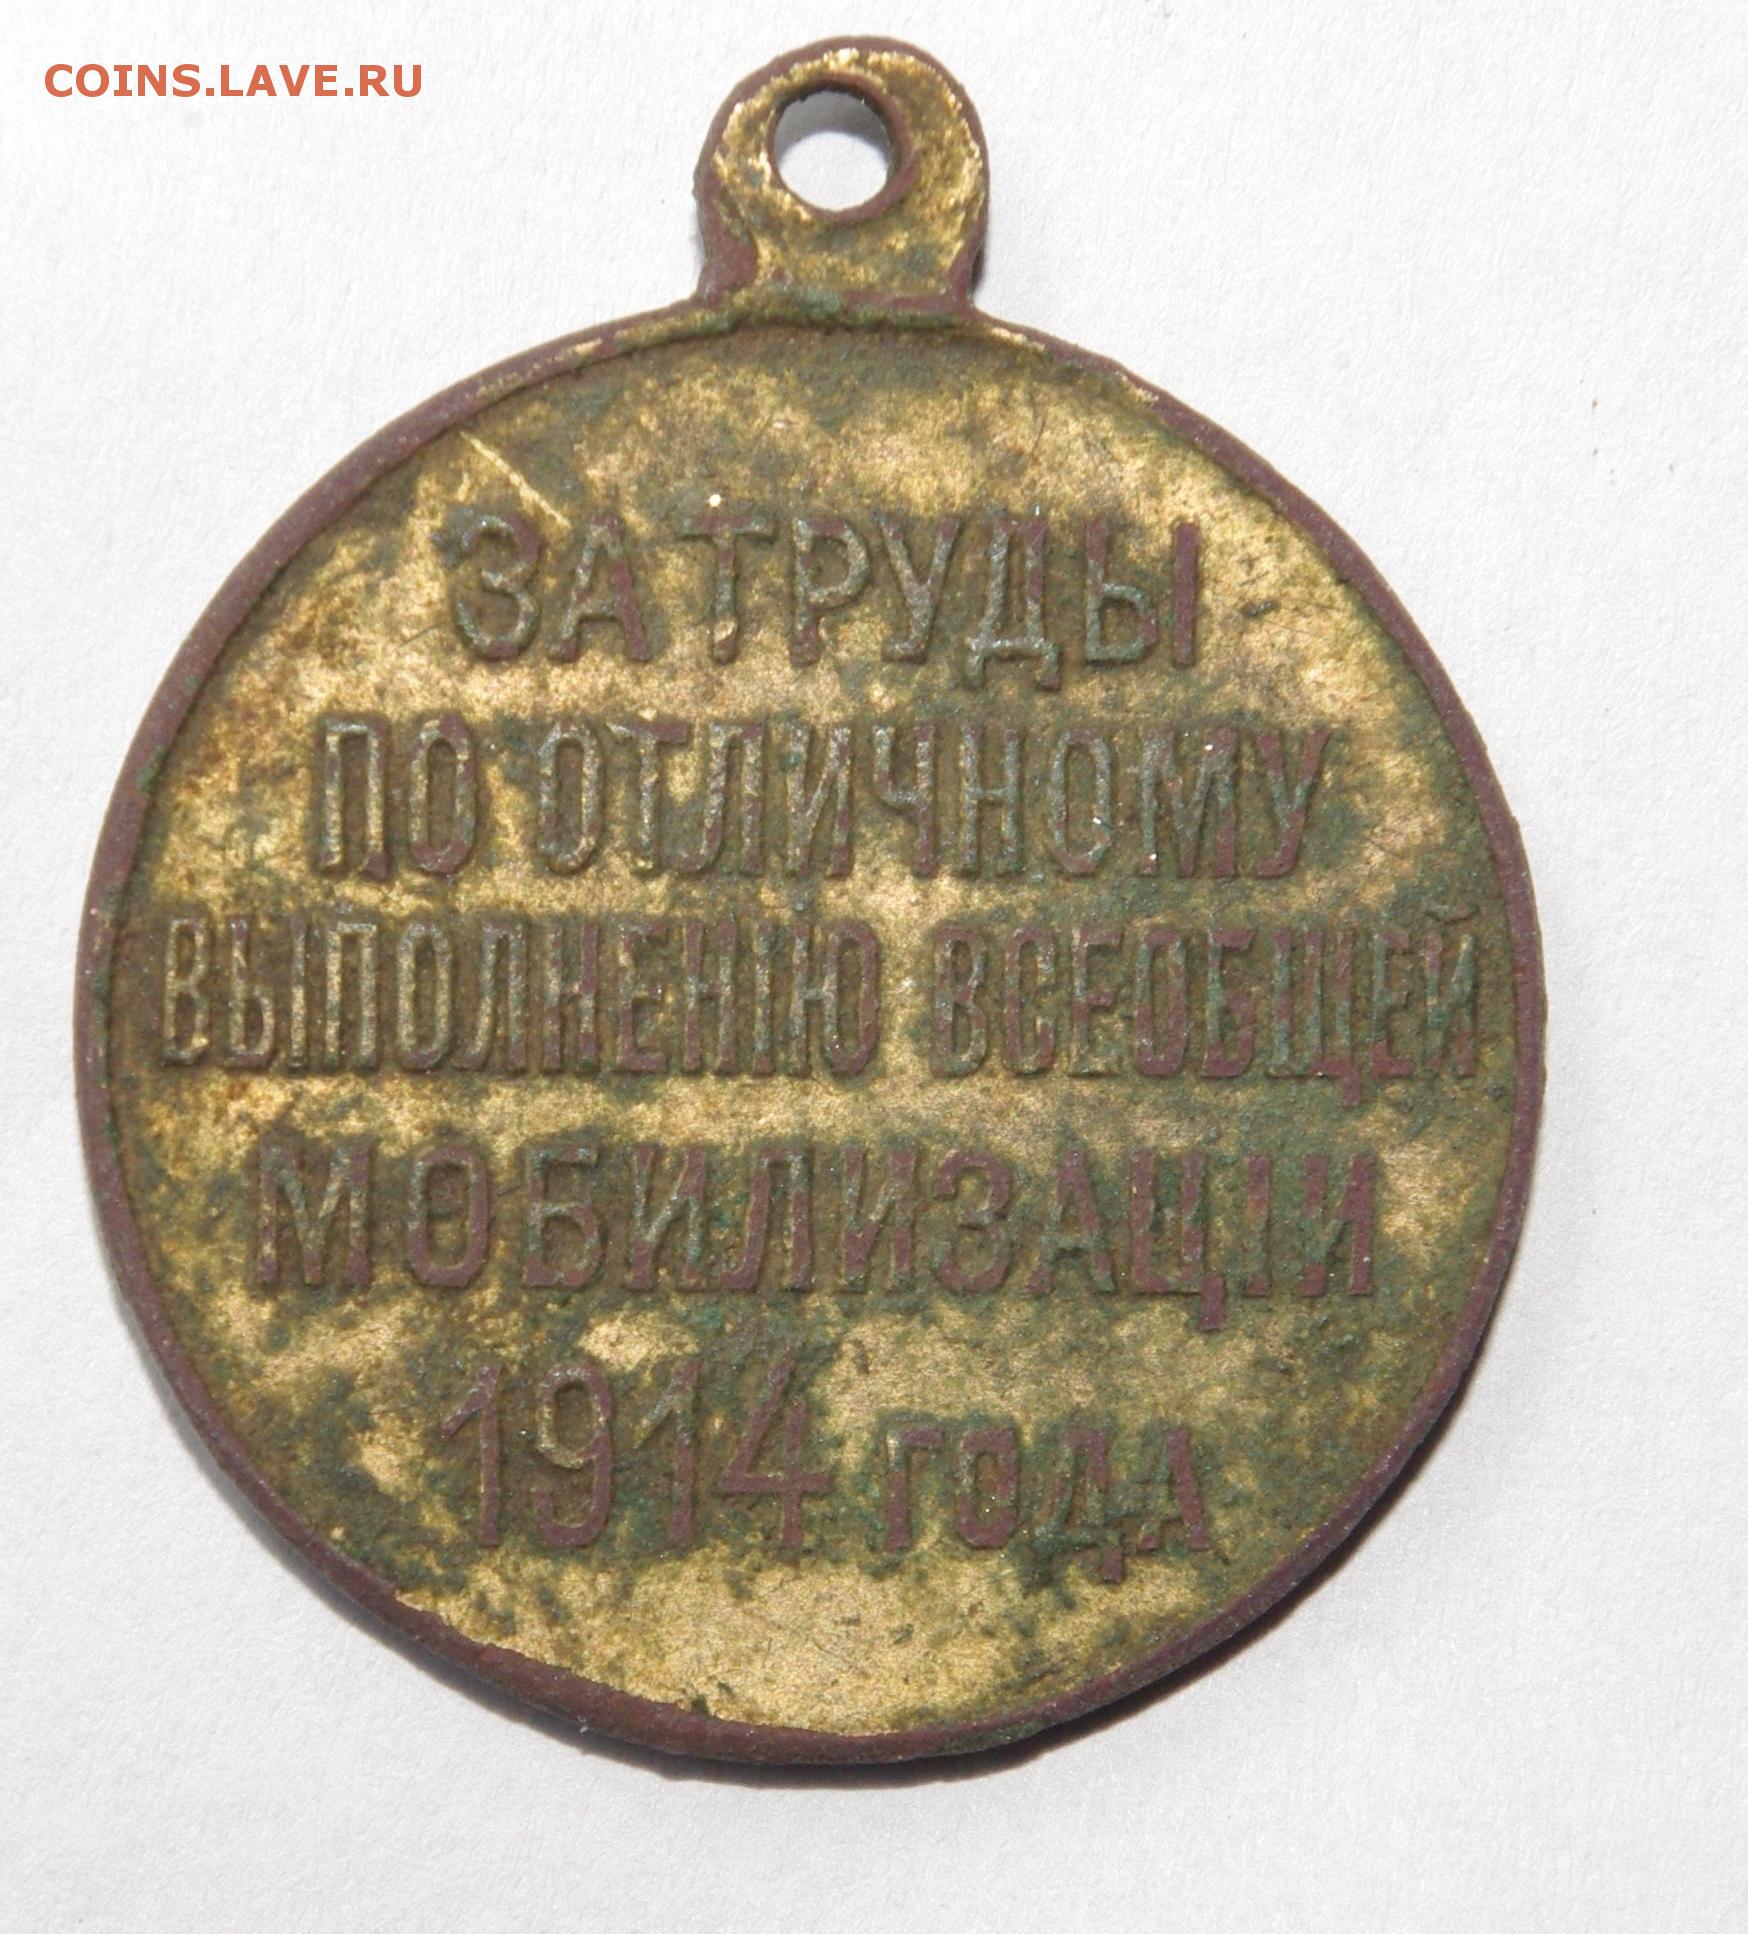 COINS.LAVE.RU
ЗА ТРУДЫ
ПО ОТЛИЧНОМУ
ВЫПОЛНЕНІЮ ВСЕОБЩЕЙ
МОБИЛИЗАЦІИ
1914 ГОДА